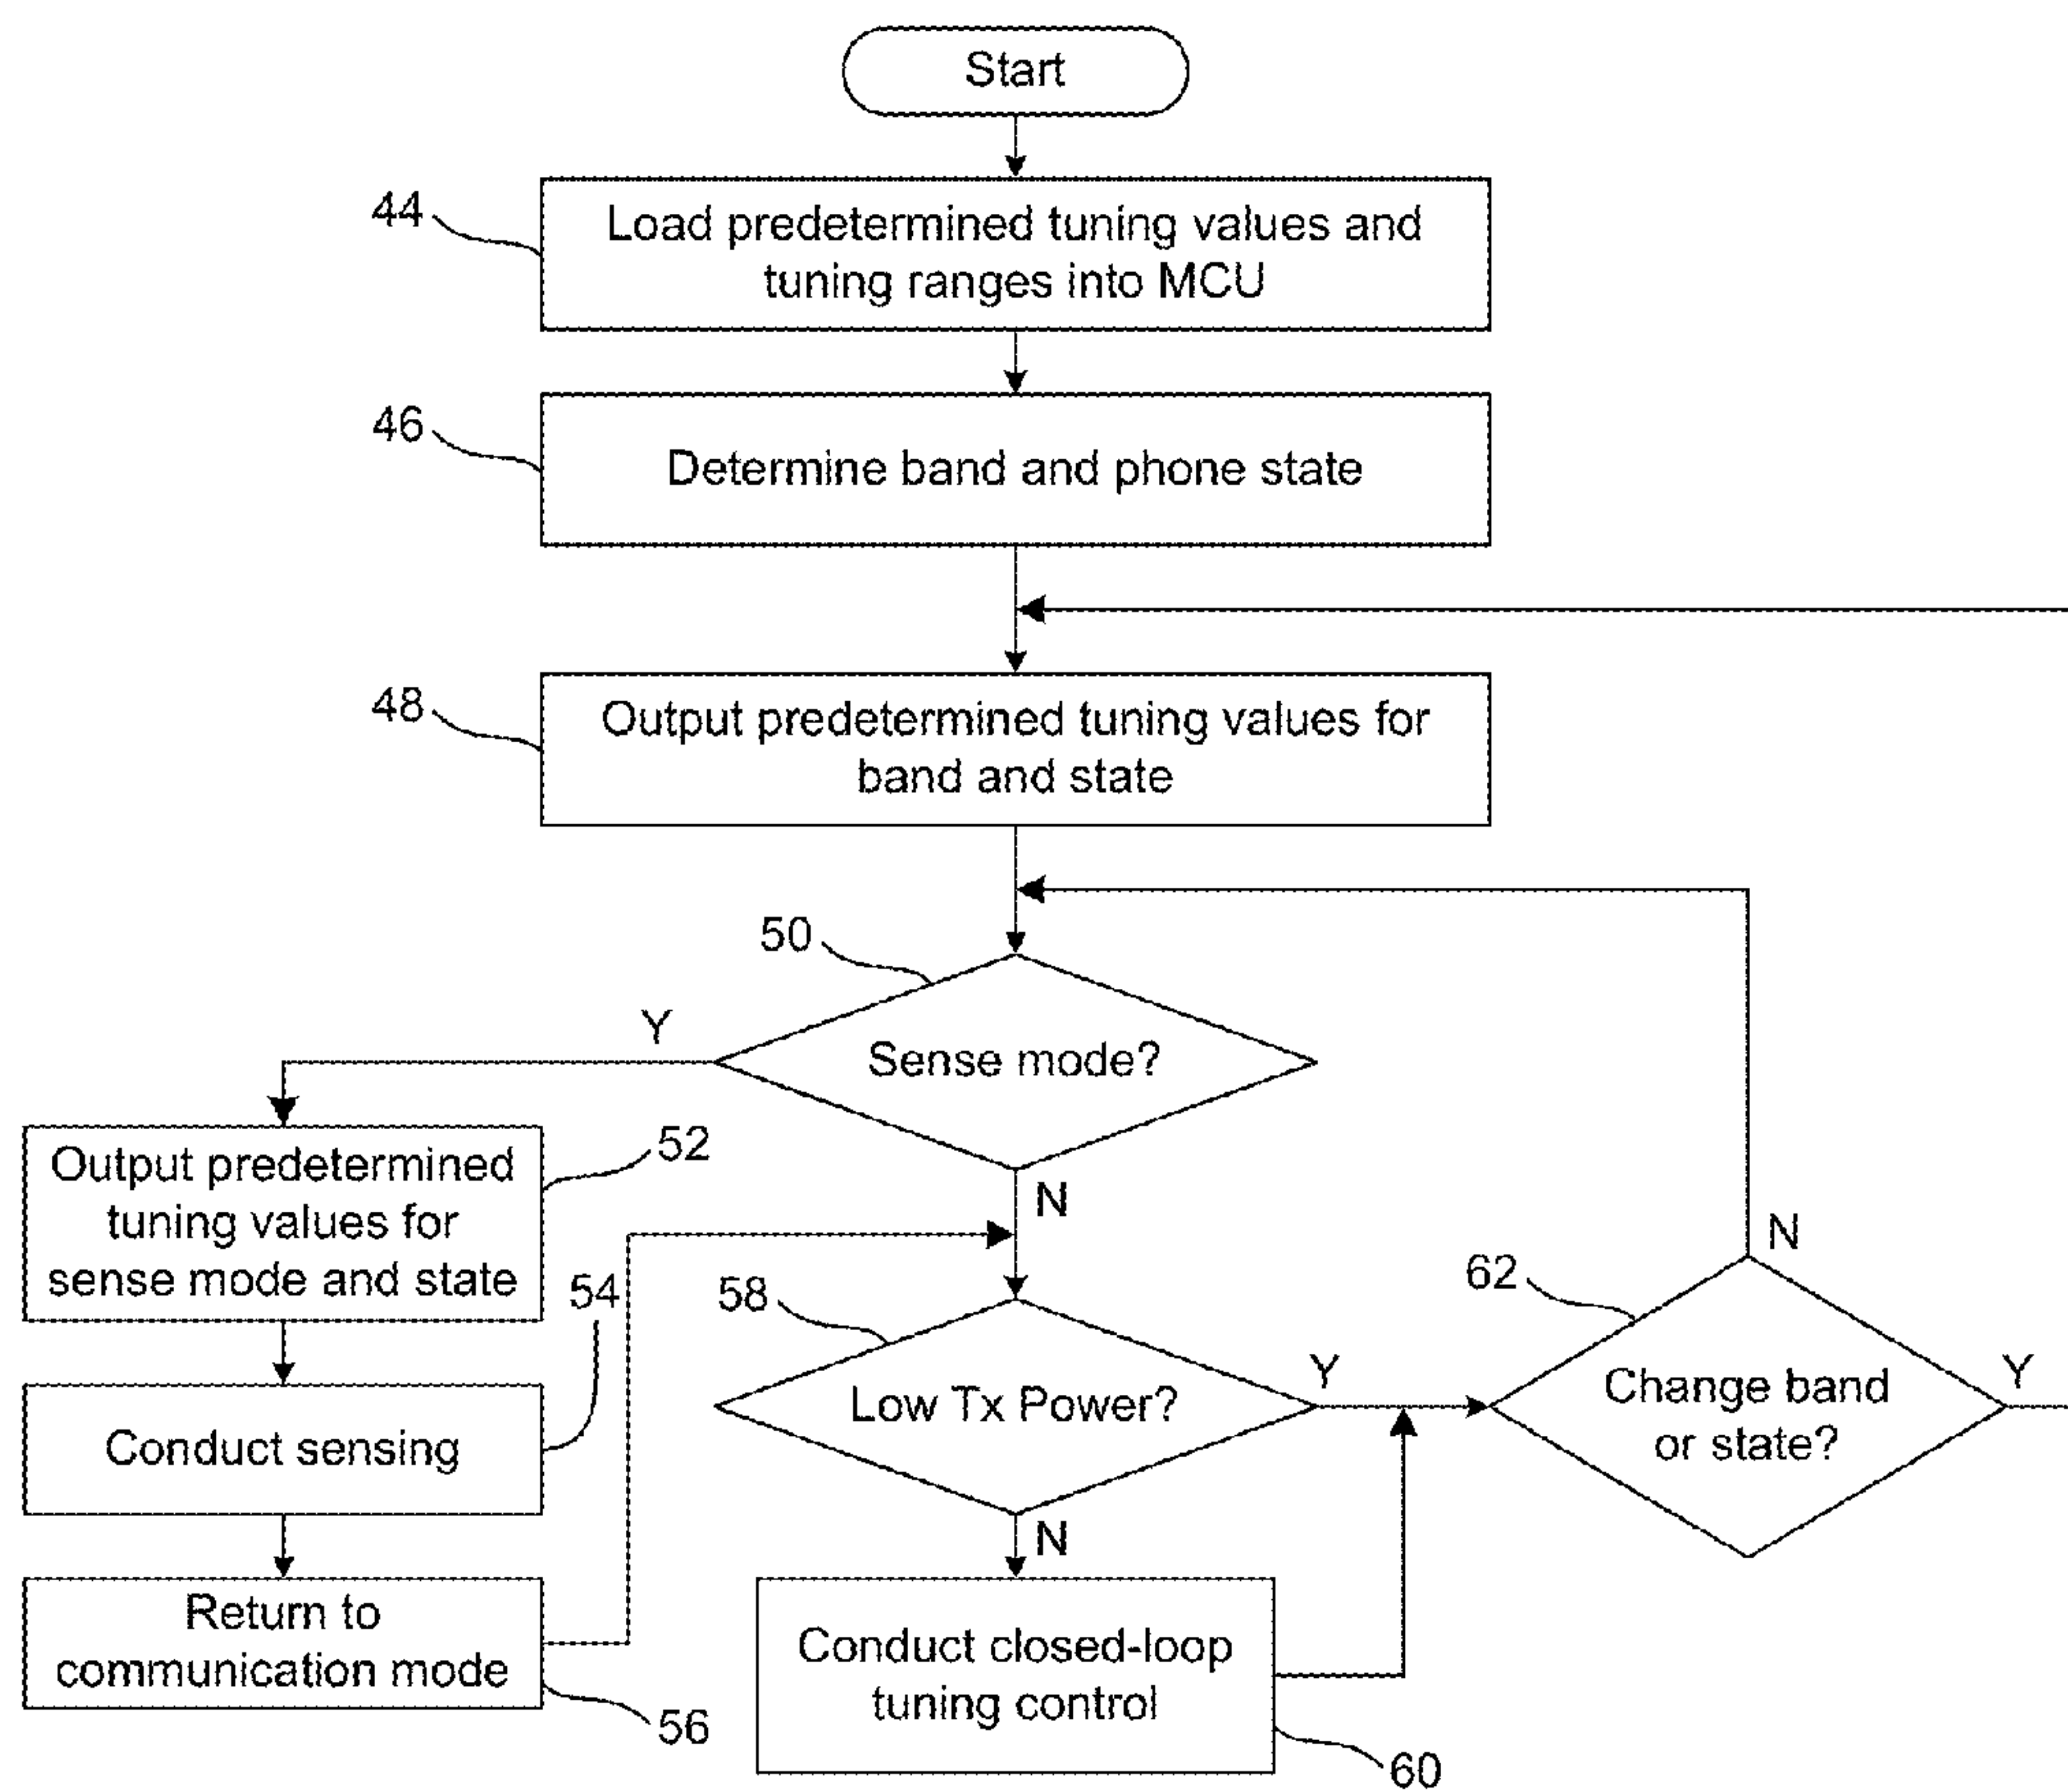 Start
44
Load predetermined tuning values and
tuning ranges into MCU
46
Determine band and phone state
48
Output predetermined tuning values for
band and state
50
Y
Sense mode?
N
Output predetermined
tuning values for
sense mode and state
52
54
Conduct sensing
Return to
communication mode
56
58
Low Tx Power?
Y
N
Conduct closed-loop
tuning control
60
62
N
Change band
or state?
Y